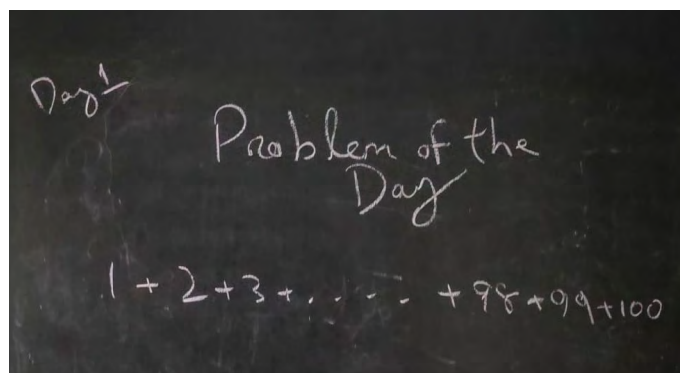 Day 1
Problem of the
Day
1 + 2 + 3 + ..... + 98 + 99 + 100